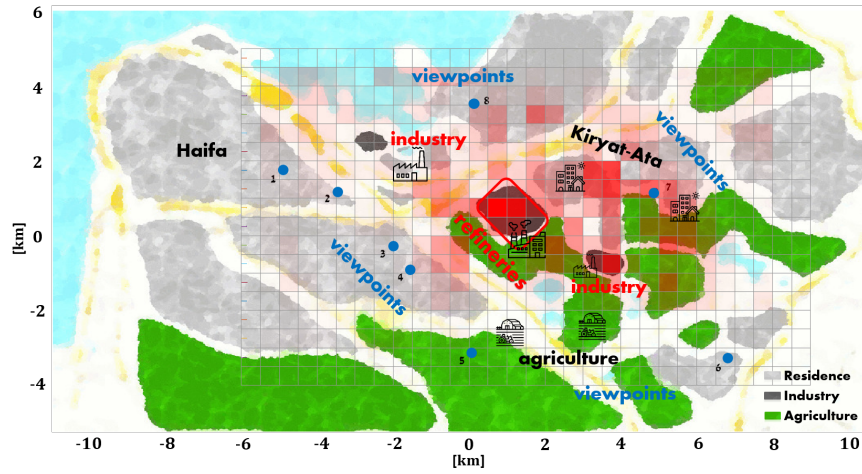 6
4
2
0
-2
-4
[km]
viewpoints
8
industry
Haifa
Kiryat-Ata
viewpoints
1
2
7
refineries
3
4
viewpoints
industry
5
agriculture
6
viewpoints
Residence
Industry
Agriculture
-10
-8
-6
-4
-2
0
2
4
6
8
10
[km]